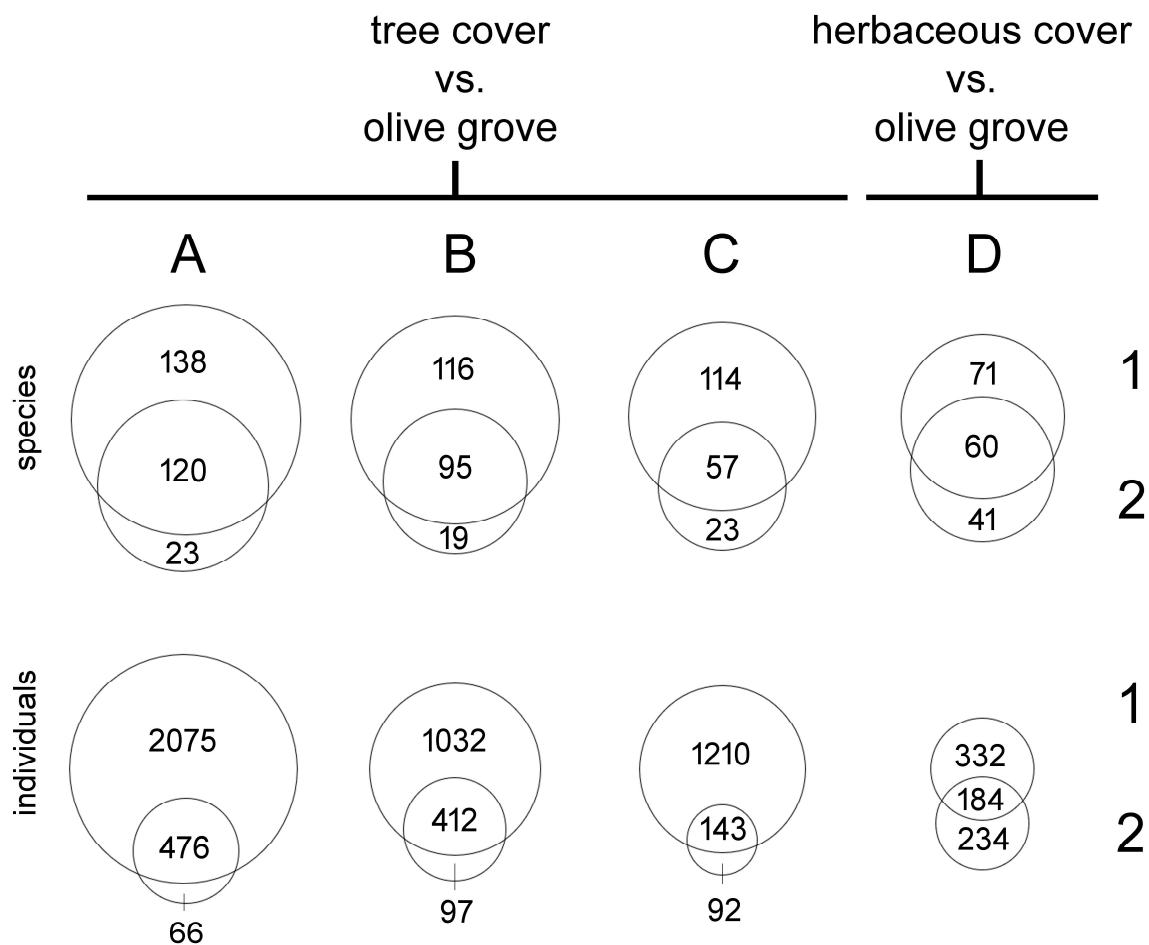 tree cover
vs.
olive grove
herbaceous cover
vs.
olive grove
A
B
C
D
species
138
116
114
71
1
120
95
57
60
2
23
19
23
41
individuals
2075
1032
1210
332
1
476
412
143
184
2
234
66
97
92